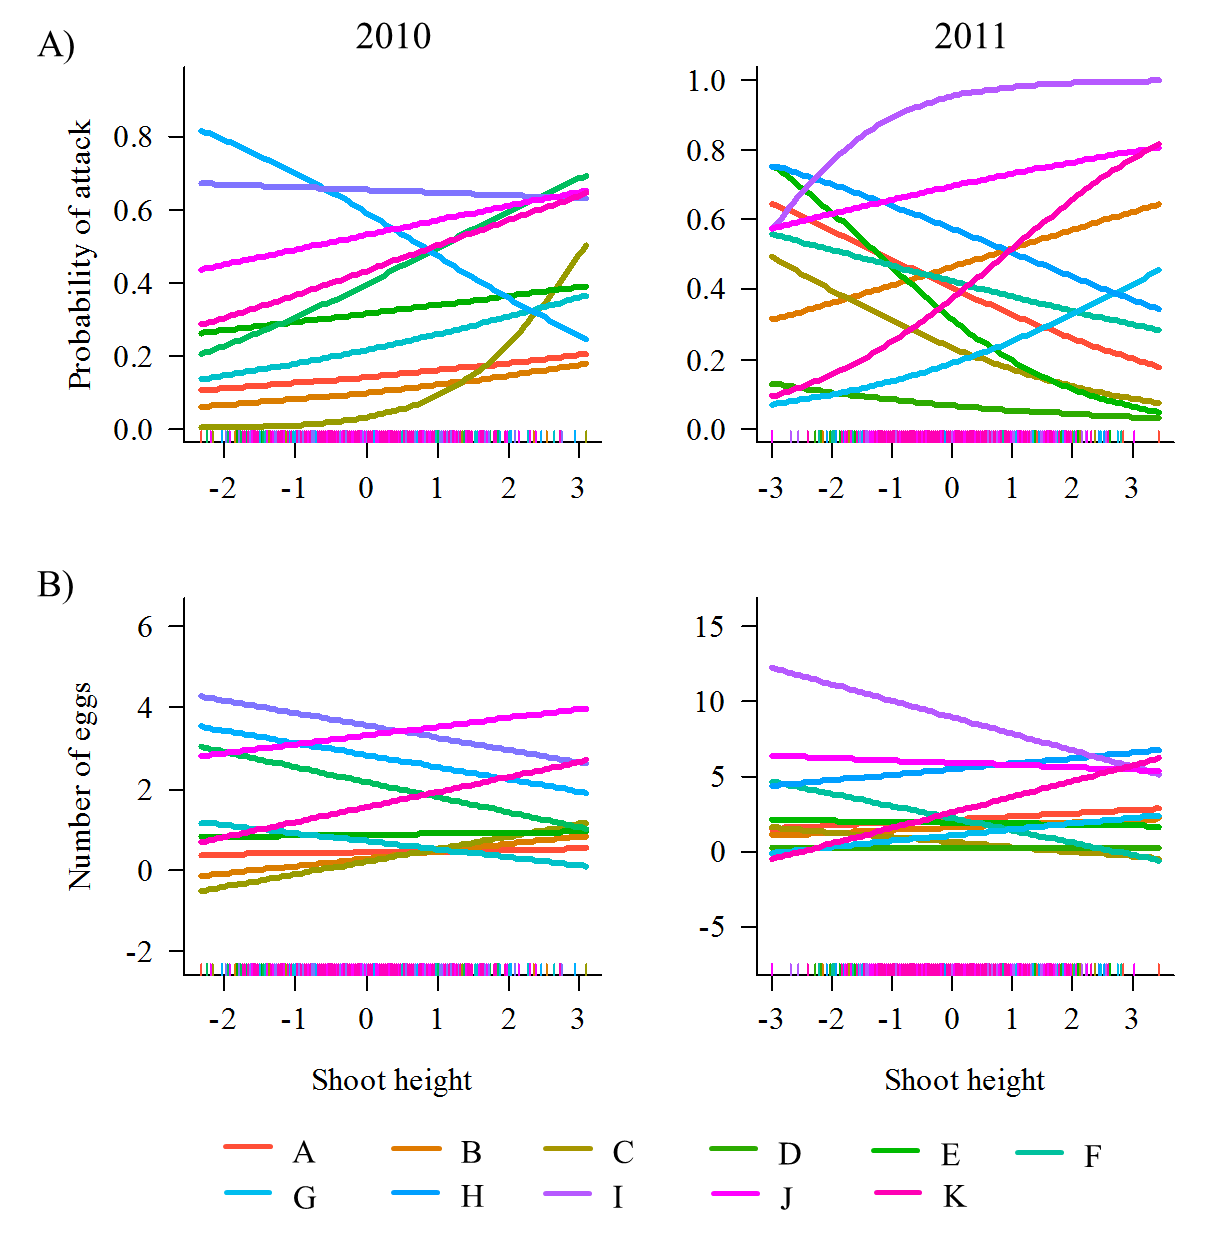 A)
2010
2011
Probability of attack
0.8
0.6
0.4
0.2
0.0
-2 -1 0 1 2 3
1.0
0.8
0.6
0.4
0.2
0.0
-3 -2 -1 0 1 2 3
B)
Number of eggs
6
4
2
0
-2
-2 -1 0 1 2 3
Shoot height
15
10
5
0
-5
-3 -2 -1 0 1 2 3
Shoot height
A B C D E F
G H I J K